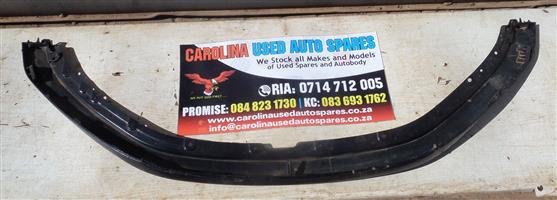 CAROLINA USED AUTO SPARES
We Stock all Makes and Models
of Used Spares and Autobody
RIA: 0714 712 005
PROMISE: 084 823 1730 | KC: 083 693 1762
www.carolinausedautospares.co.za
info@carolinausedautospares.co.za